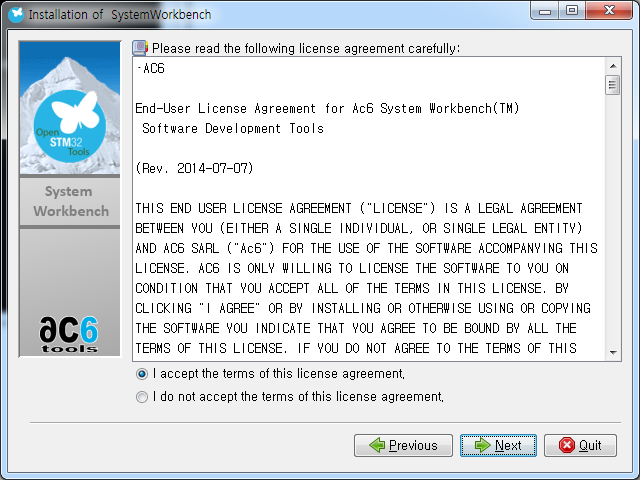 Installation of  SystemWorkbench
Open
STM32
Tools
System
Workbench
ac6
tools
Please read the following license agreement carefully:
-AC6
End-User License Agreement for Ac6 System Workbench(TM)
Software Development Tools
(Rev. 2014-07-07)
THIS END USER LICENSE AGREEMENT ("LICENSE") IS A LEGAL AGREEMENT
BETWEEN YOU (EITHER A SINGLE INDIVIDUAL, OR SINGLE LEGAL ENTITY)
AND AC6 SARL ("Ac6") FOR THE USE OF THE SOFTWARE ACCOMPANYING THIS
LICENSE. AC6 IS ONLY WILLING TO LICENSE THE SOFTWARE TO YOU ON
CONDITION THAT YOU ACCEPT ALL OF THE TERMS IN THIS LICENSE. BY
CLICKING "I AGREE" OR BY INSTALLING OR OTHERWISE USING OR COPYING
THE SOFTWARE YOU INDICATE THAT YOU AGREE TO BE BOUND BY ALL THE
TERMS OF THIS LICENSE. IF YOU DO NOT AGREE TO THE TERMS OF THIS
I accept the terms of this license agreement.
I do not accept the terms of this license agreement.
Previous
Next
Quit